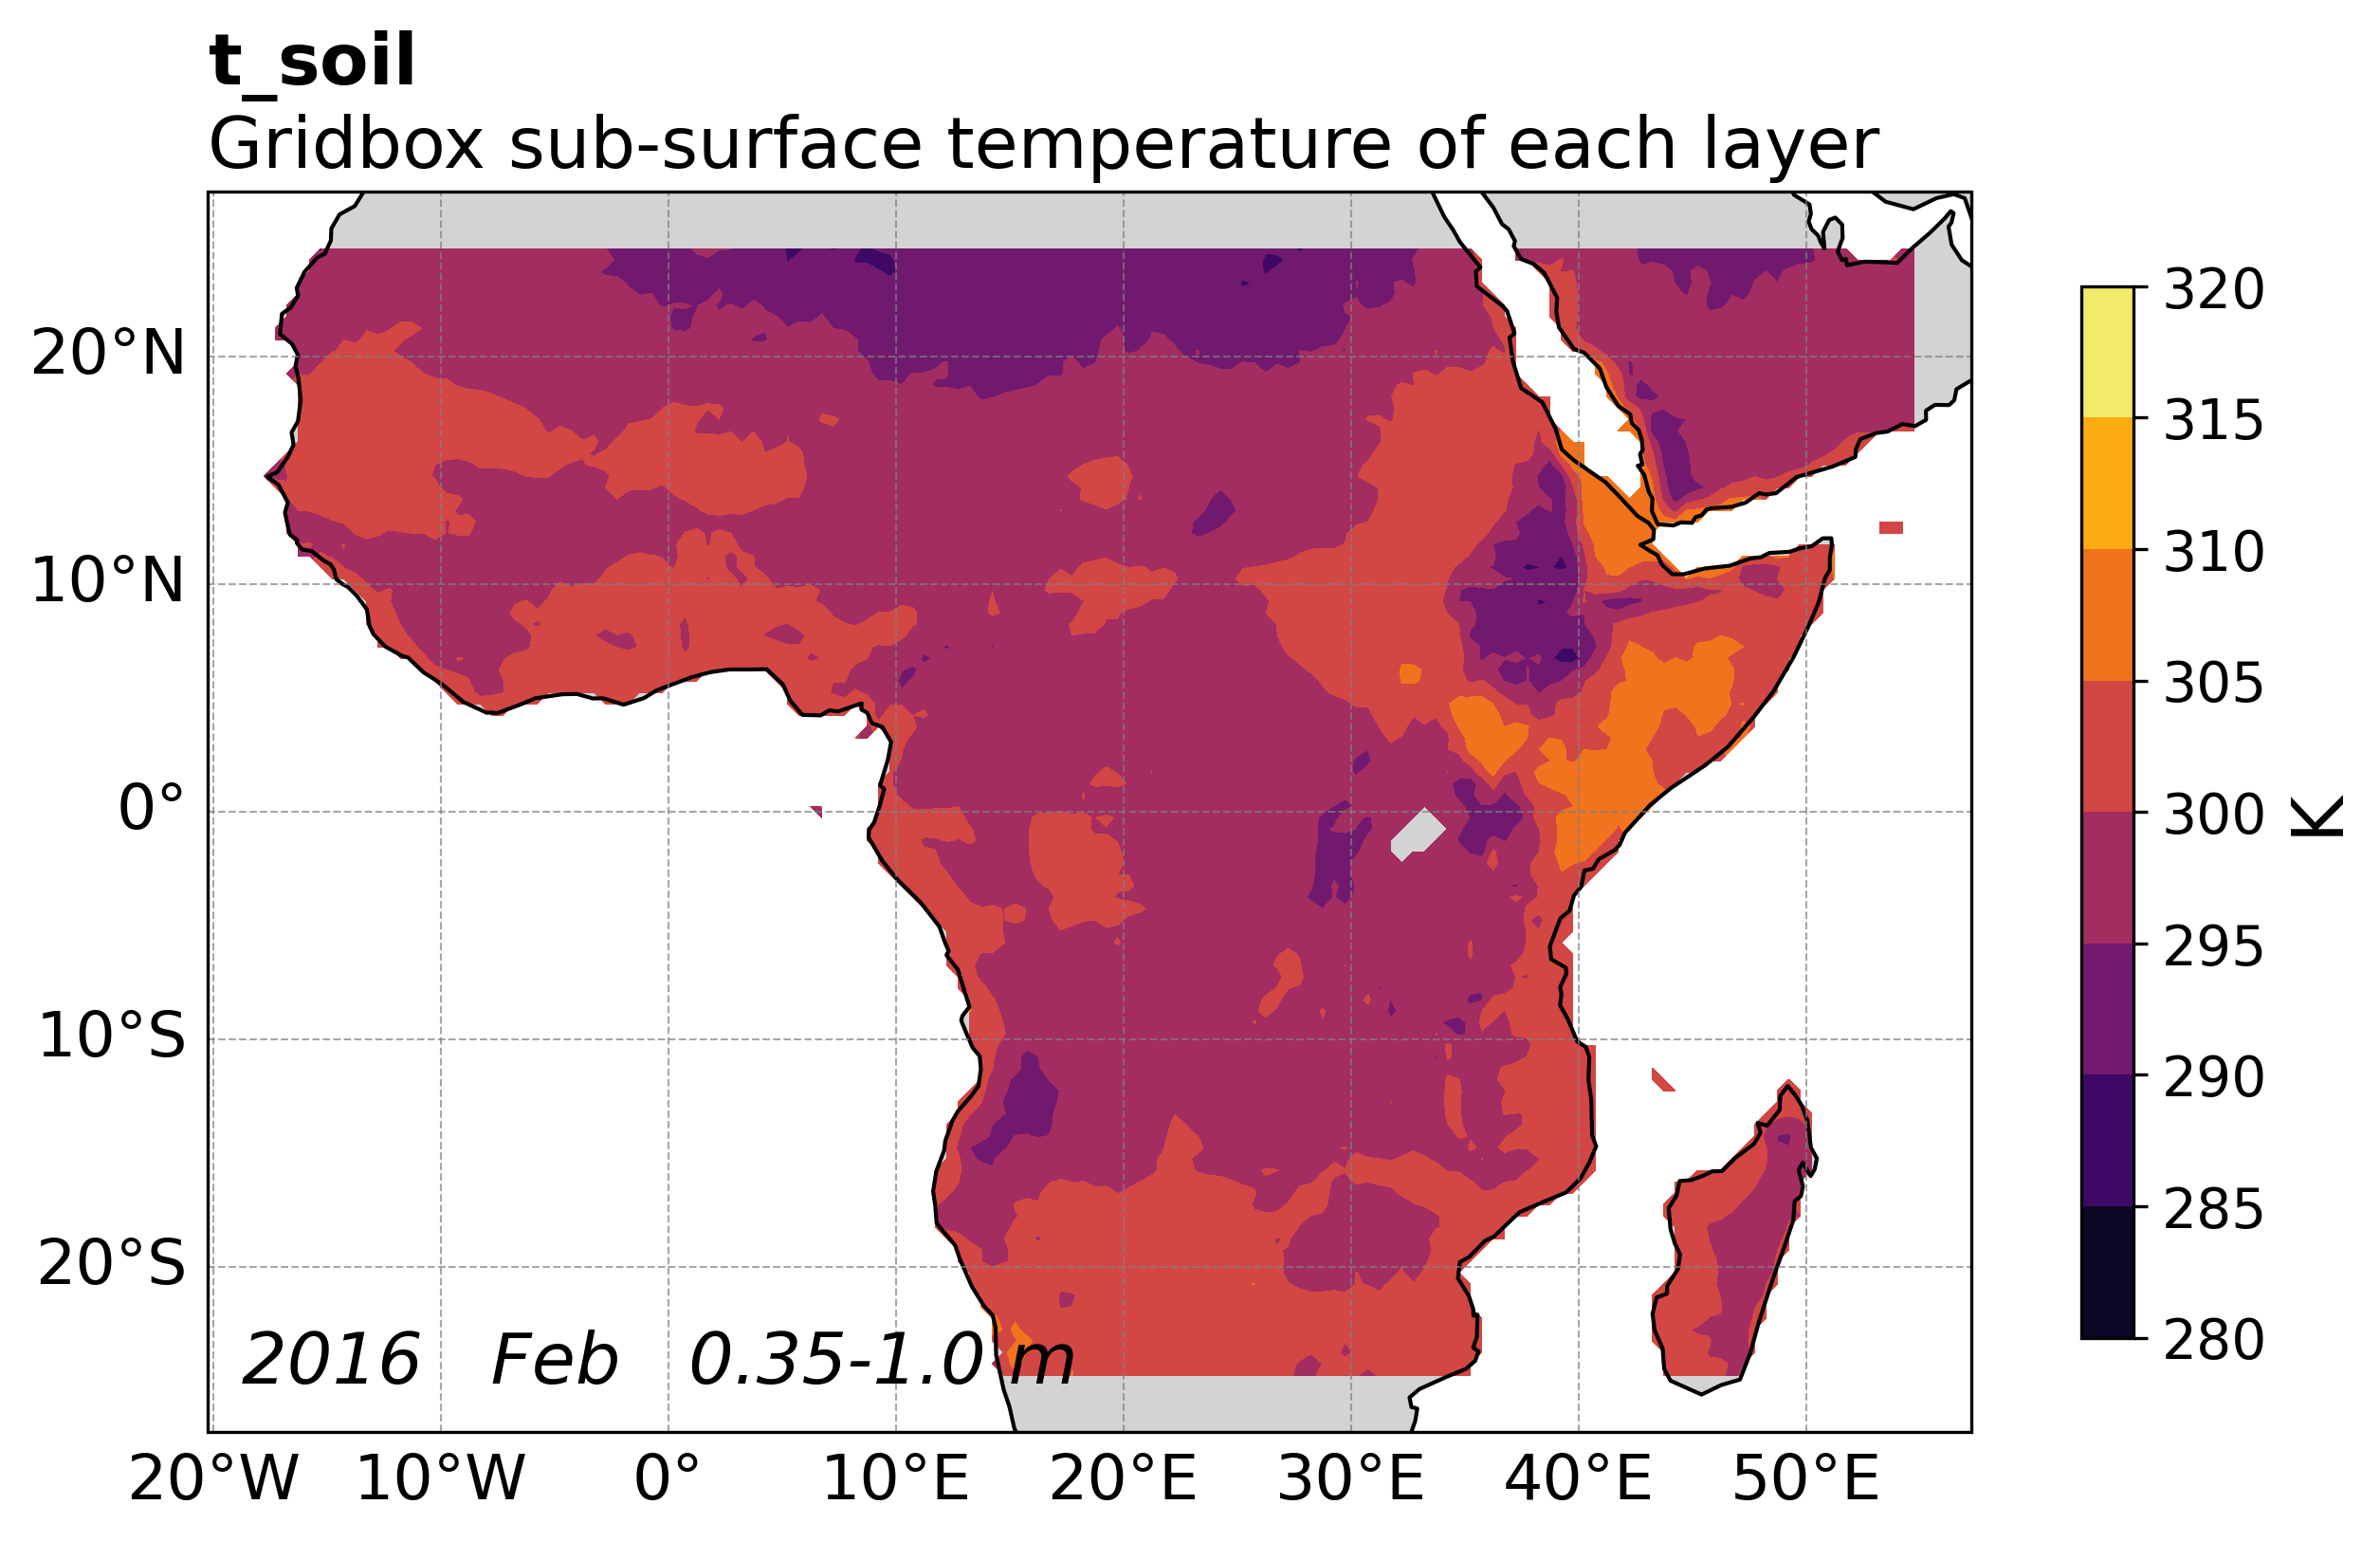 t_soil
Gridbox sub-surface temperature of each layer
20°N
10°N
0°
10°S
20°S
2016 Feb 0.35-1.0 m
20°W 10°W 0° 10°E 20°E 30°E 40°E 50°E
320
315
310
305
300
295
290
285
280
K